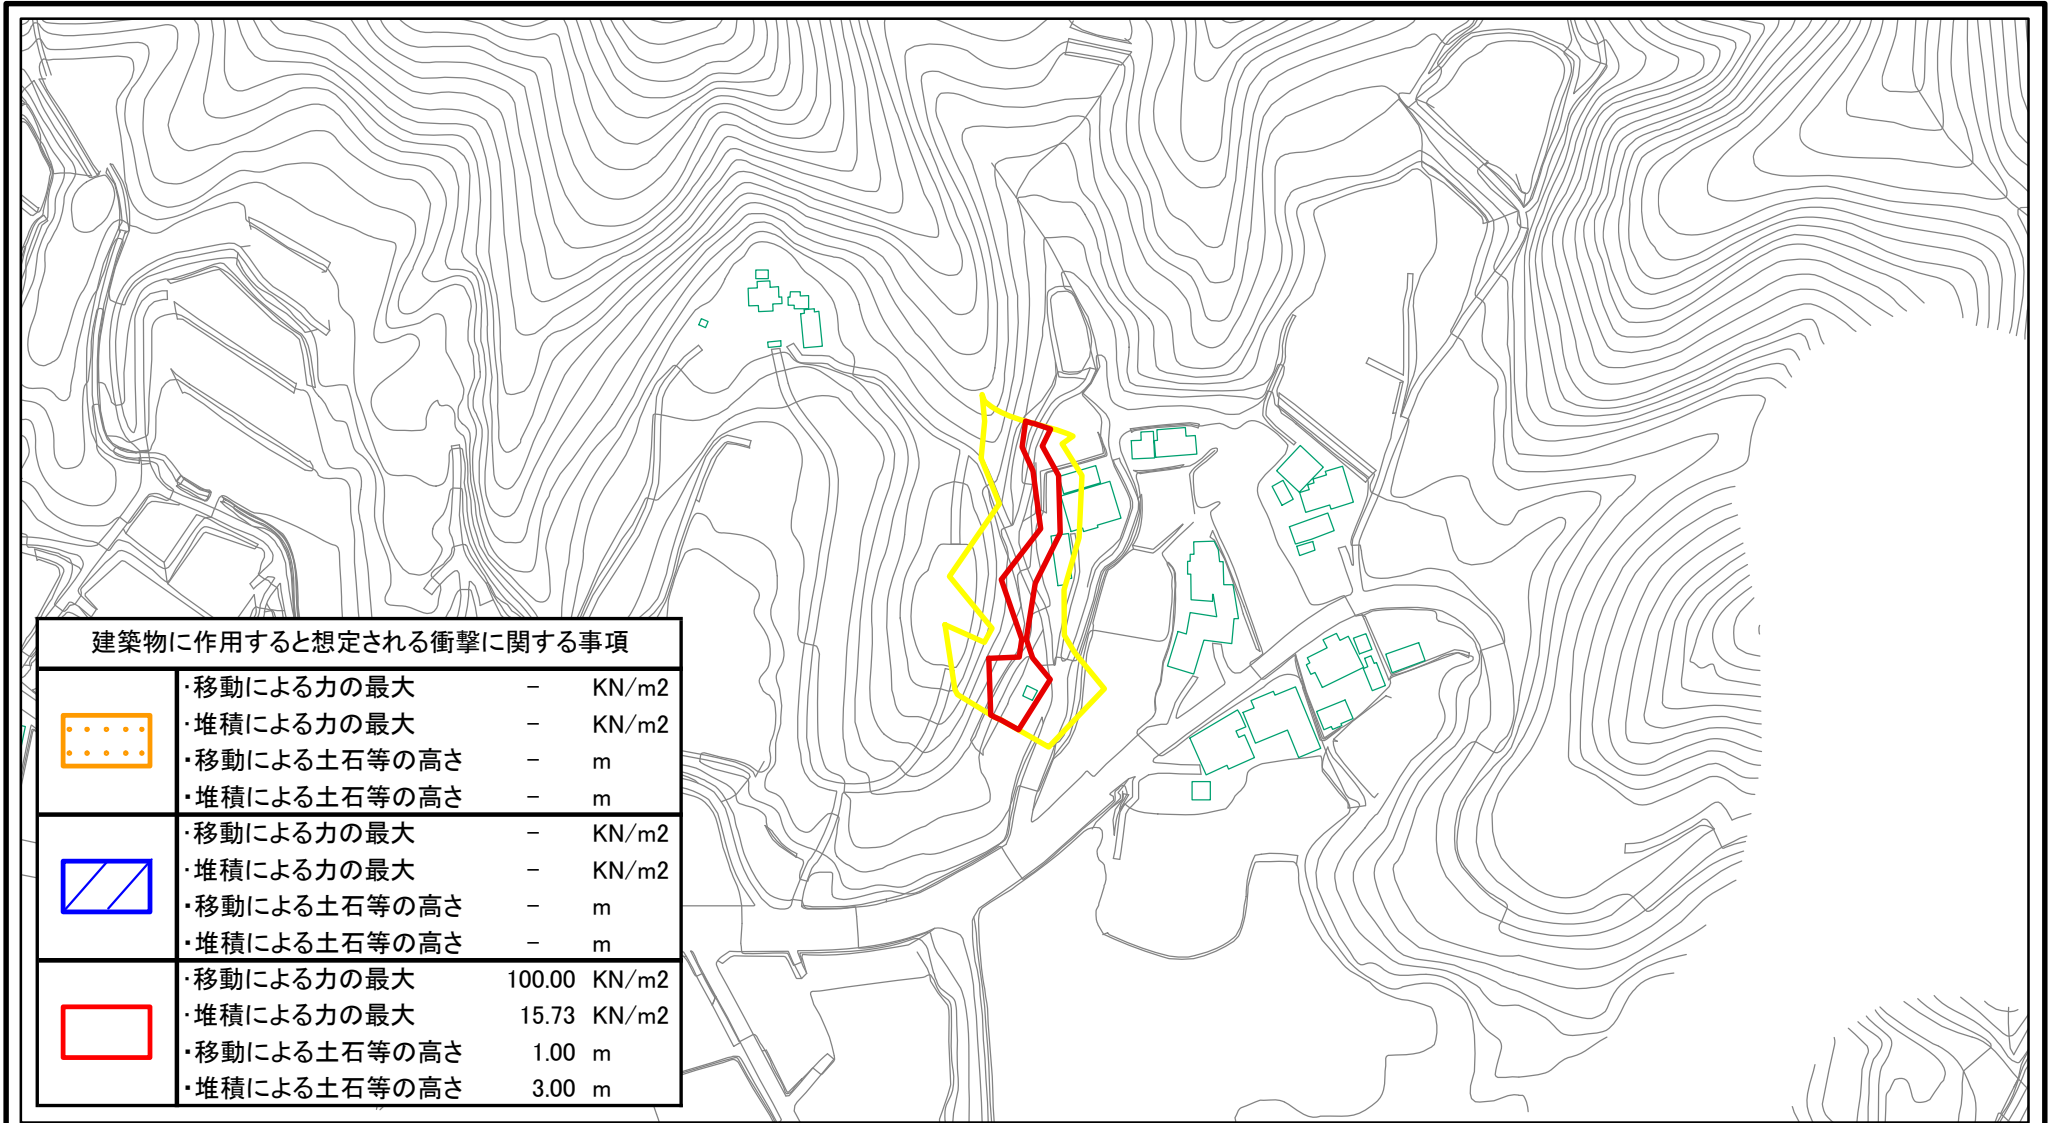 建築物に作用すると想定される衝撃に関する事項
・移動による力の最大 － KN/m2
・堆積による力の最大 － KN/m2
・移動による土石等の高さ － m
・堆積による土石等の高さ － m
・移動による力の最大 － KN/m2
・堆積による力の最大 － KN/m2
・移動による土石等の高さ － m
・堆積による土石等の高さ － m
・移動による力の最大 100.00 KN/m2
・堆積による力の最大 15.73 KN/m2
・移動による土石等の高さ 1.00 m
・堆積による土石等の高さ 3.00 m